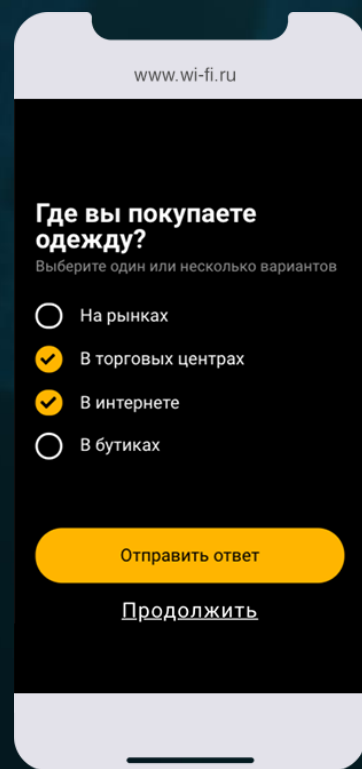 www.wi-fi.ru
Где вы покупаете
одежду?
Выберите один или несколько вариантов
На рынках
В торговых центрах
В интернете
В бутиках
Отправить ответ
Продолжить